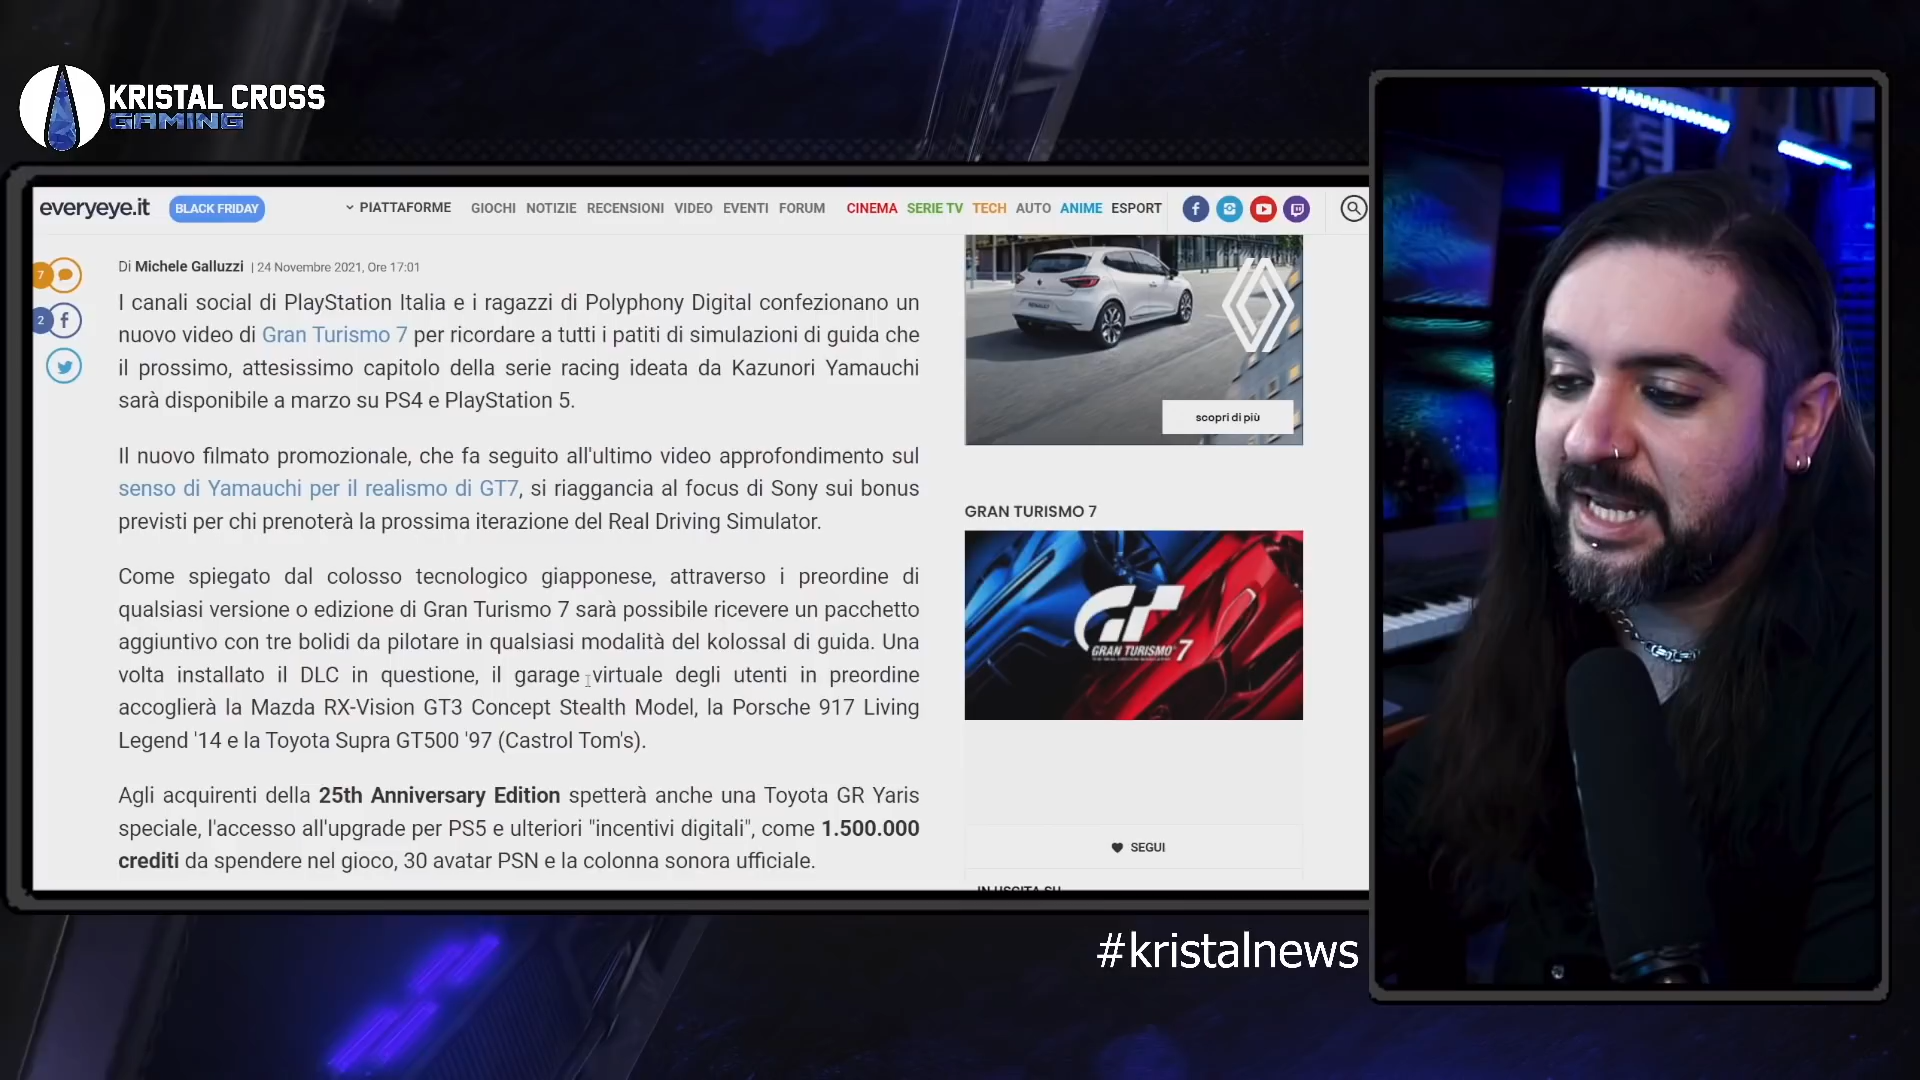 KRISTAL CROSS
GAMING
everyeye.it
BLACK FRIDAY
PIATTAFORME
GIOCHI NOTIZIE RECENSIONI VIDEO EVENTI FORUM
CINEMA SERIE TV TECH AUTO ANIME ESPORT
7
2
Di Michele Galluzzi | 24 Novembre 2021, Ore 17:01
I canali social di PlayStation Italia e i ragazzi di Polyphony Digital confezionano un
nuovo video di Gran Turismo 7 per ricordare a tutti i patiti di simulazioni di guida che
il prossimo, attesissimo capitolo della serie racing ideata da Kazunori Yamauchi
sarà disponibile a marzo su PS4 e PlayStation 5.
Il nuovo filmato promozionale, che fa seguito all'ultimo video approfondimento sul
senso di Yamauchi per il realismo di GT7, si riaggancia al focus di Sony sui bonus
previsti per chi prenoterà la prossima iterazione del Real Driving Simulator.
Come spiegato dal colosso tecnologico giapponese, attraverso i preordine di
qualsiasi versione o edizione di Gran Turismo 7 sarà possibile ricevere un pacchetto
aggiuntivo con tre bolidi da pilotare in qualsiasi modalità del kolossal di guida. Una
volta installato il DLC in questione, il garage virtuale degli utenti in preordine
accoglierà la Mazda RX-Vision GT3 Concept Stealth Model, la Porsche 917 Living
Legend '14 e la Toyota Supra GT500 '97 (Castrol Tom's).
Agli acquirenti della 25th Anniversary Edition spetterà anche una Toyota GR Yaris
speciale, l'accesso all'upgrade per PS5 e ulteriori "incentivi digitali", come 1.500.000
crediti da spendere nel gioco, 30 avatar PSN e la colonna sonora ufficiale.
scopri di più
GRAN TURISMO 7
GT
GRAN TURISMO 7
THE REAL DRIVING SIMULATOR
SEGUI
IN USCITA SU
#kristalnews